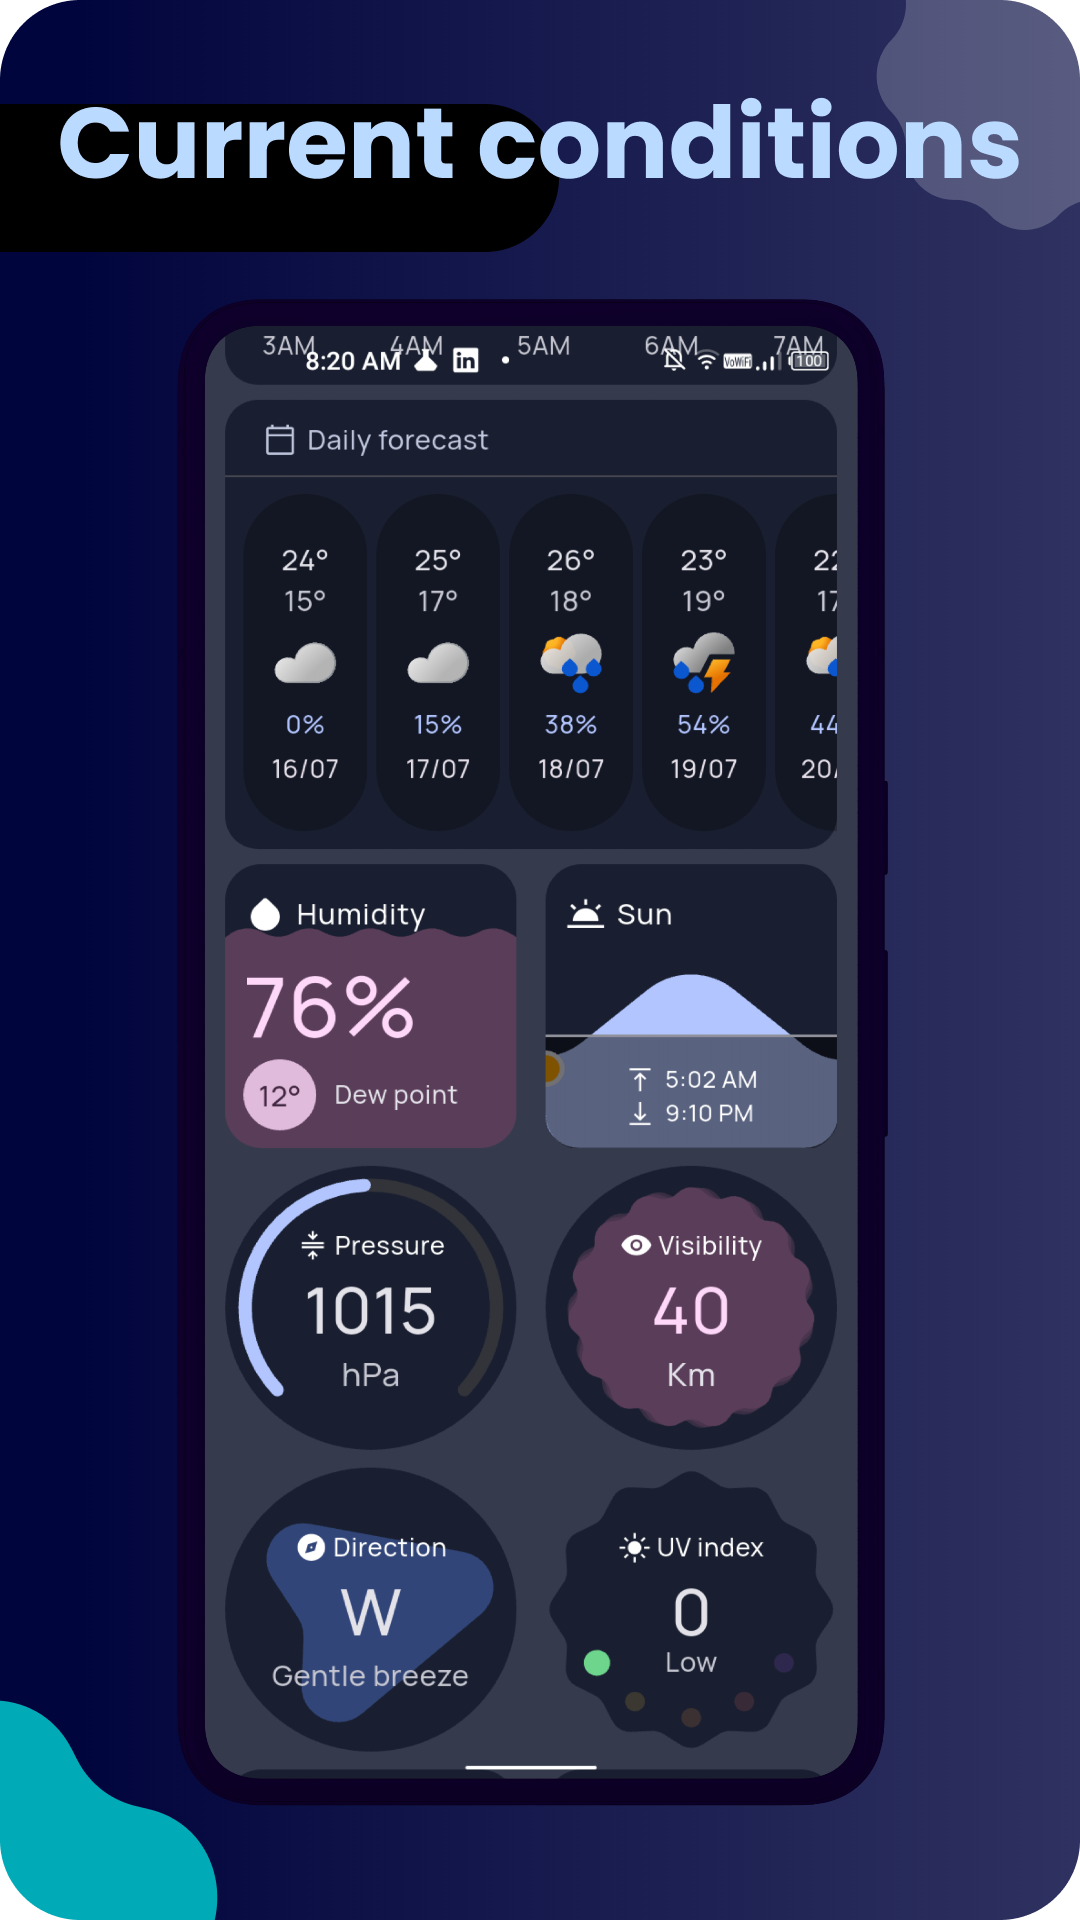 Current conditions
3AM 4AM 5AM 6AM 7AM
8:20 AM in VoWiFi 100
Daily forecast
24° 25° 26° 23° 22
15° 17° 18° 19° 17
0% 15% 38% 54% 44
16/07 17/07 18/07 19/07 20/
Humidity
76%
12° Dew point
Sun
5:02 AM
9:10 PM
Pressure
1015
hPa
Visibility
40
Km
Direction
W
Gentle breeze
UV index
0
Low